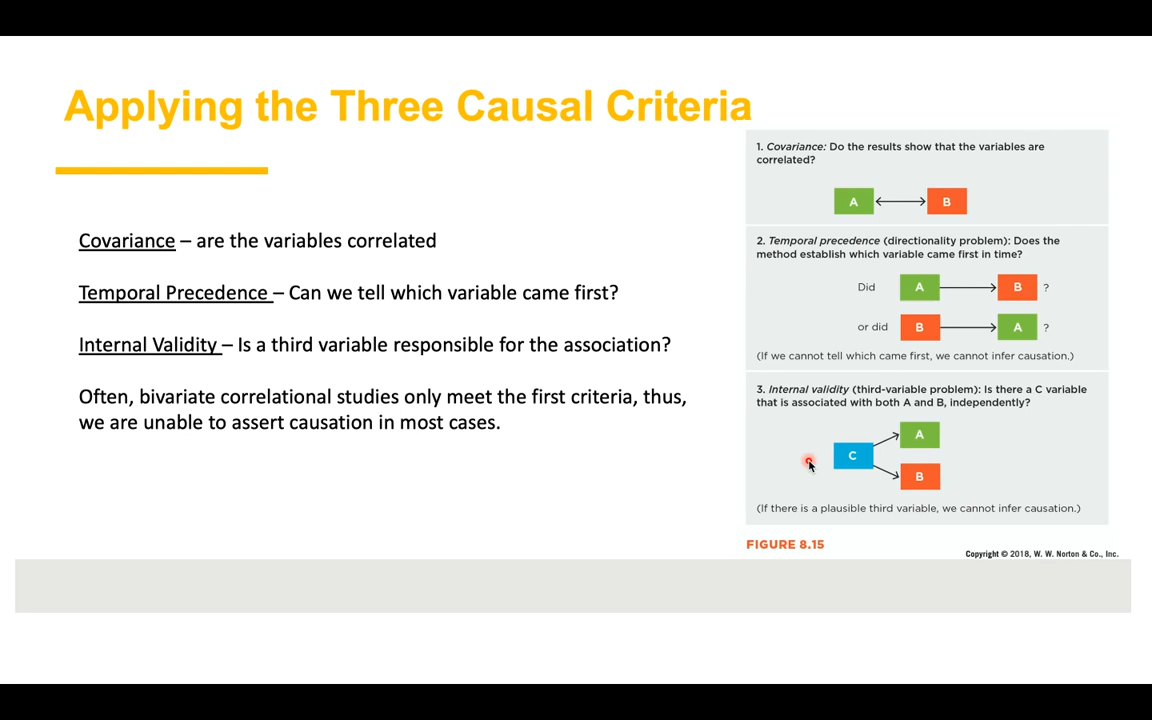 Applying the Three Causal Criteria
Covariance – are the variables correlated
Temporal Precedence – Can we tell which variable came first?
Internal Validity – Is a third variable responsible for the association?
Often, bivariate correlational studies only meet the first criteria, thus,
we are unable to assert causation in most cases.
1. Covariance: Do the results show that the variables are
correlated?
A B
2. Temporal precedence (directionality problem): Does the
method establish which variable came first in time?
Did A B ?
or did B A ?
(If we cannot tell which came first, we cannot infer causation.)
3. Internal validity (third-variable problem): Is there a C variable
that is associated with both A and B, independently?
A
C
B
(If there is a plausible third variable, we cannot infer causation.)
FIGURE 8.15
Copyright © 2018, W. W. Norton & Co., Inc.